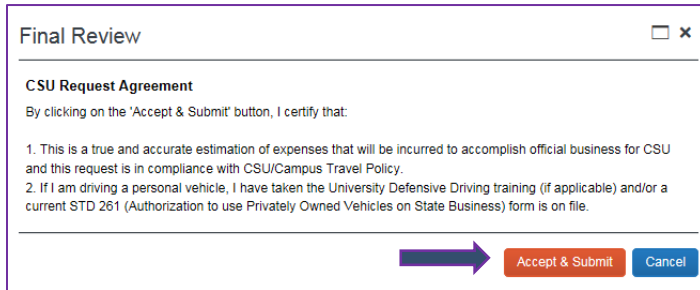 Final Review
CSU Request Agreement
By clicking on the 'Accept & Submit' button, I certify that:
1. This is a true and accurate estimation of expenses that will be incurred to accomplish official business for CSU
and this request is in compliance with CSU/Campus Travel Policy.
2. If I am driving a personal vehicle, I have taken the University Defensive Driving training (if applicable) and/or a
current STD 261 (Authorization to use Privately Owned Vehicles on State Business) form is on file.
Accept & Submit Cancel